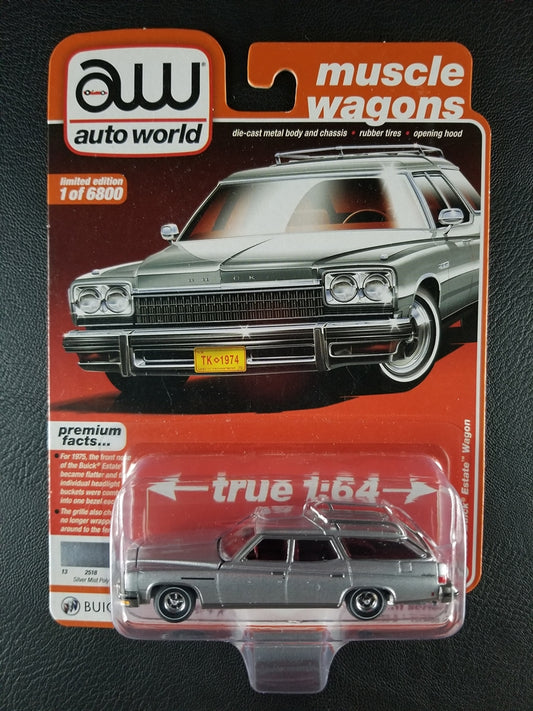 aw®
auto world
muscle
wagons
die-cast metal body and chassis • rubber tires • opening hood
limited edition
1 of 6800
BUICK
TK 1974
premium
facts...
• For 1975, the front
of the Buick® Estate
became flatter and
individual headlight
buckets were com
into one bezel
• The grille also
no longer wrapped
around to the
Estate™ Wagon
true 1:64
13 2518
Silver Mist Poly
BUIC